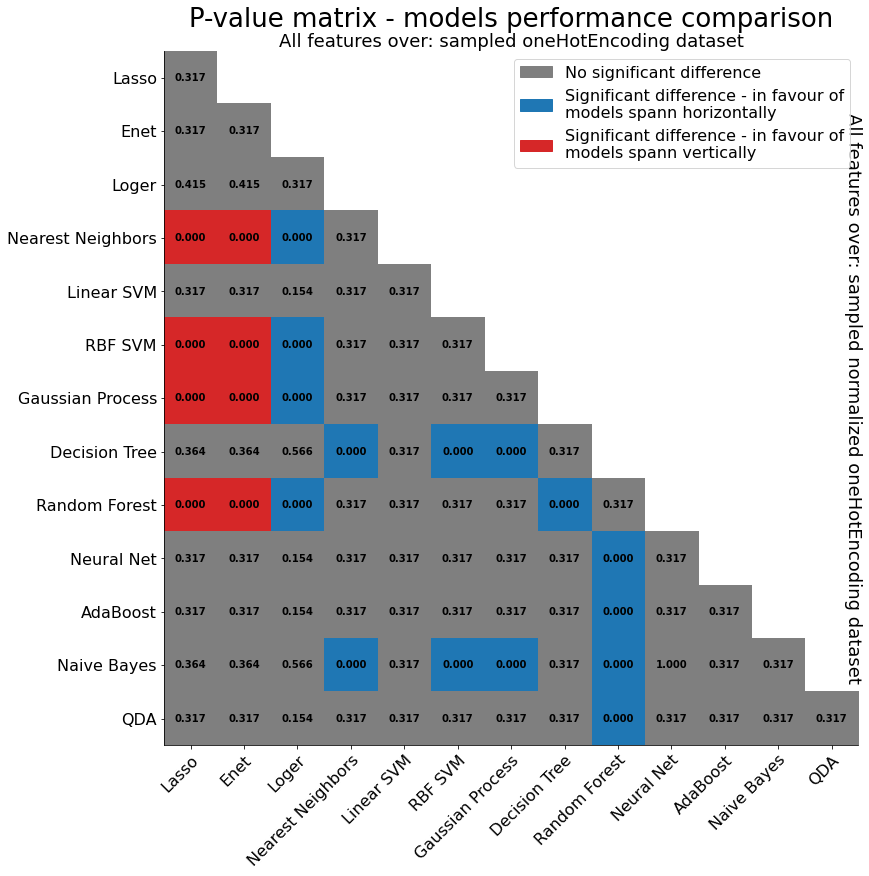 P-value matrix - models performance comparison
All features over: sampled oneHotEncoding dataset
No significant difference
Significant difference - in favour of
models spann horizontally
Significant difference - in favour of
models spann vertically
All features over: sampled normalized oneHotEncoding dataset
Lasso 0.317
Enet 0.317 0.317
Loger 0.415 0.415 0.317
Nearest Neighbors 0.000 0.000 0.000 0.317
Linear SVM 0.317 0.317 0.154 0.317 0.317
RBF SVM 0.000 0.000 0.000 0.317 0.317 0.317
Gaussian Process 0.000 0.000 0.000 0.317 0.317 0.317 0.317
Decision Tree 0.364 0.364 0.566 0.000 0.317 0.000 0.000 0.317
Random Forest 0.000 0.000 0.000 0.317 0.317 0.317 0.317 0.000 0.317
Neural Net 0.317 0.317 0.154 0.317 0.317 0.317 0.317 0.317 0.000 0.317
AdaBoost 0.317 0.317 0.154 0.317 0.317 0.317 0.317 0.317 0.000 0.317 0.317
Naive Bayes 0.364 0.364 0.566 0.000 0.317 0.000 0.000 0.317 0.000 1.000 0.317 0.317
QDA 0.317 0.317 0.154 0.317 0.317 0.317 0.317 0.317 0.000 0.317 0.317 0.317 0.317
Lasso
Enet
Loger
Nearest Neighbors
Linear SVM
RBF SVM
Gaussian Process
Decision Tree
Random Forest
Neural Net
AdaBoost
Naive Bayes
QDA